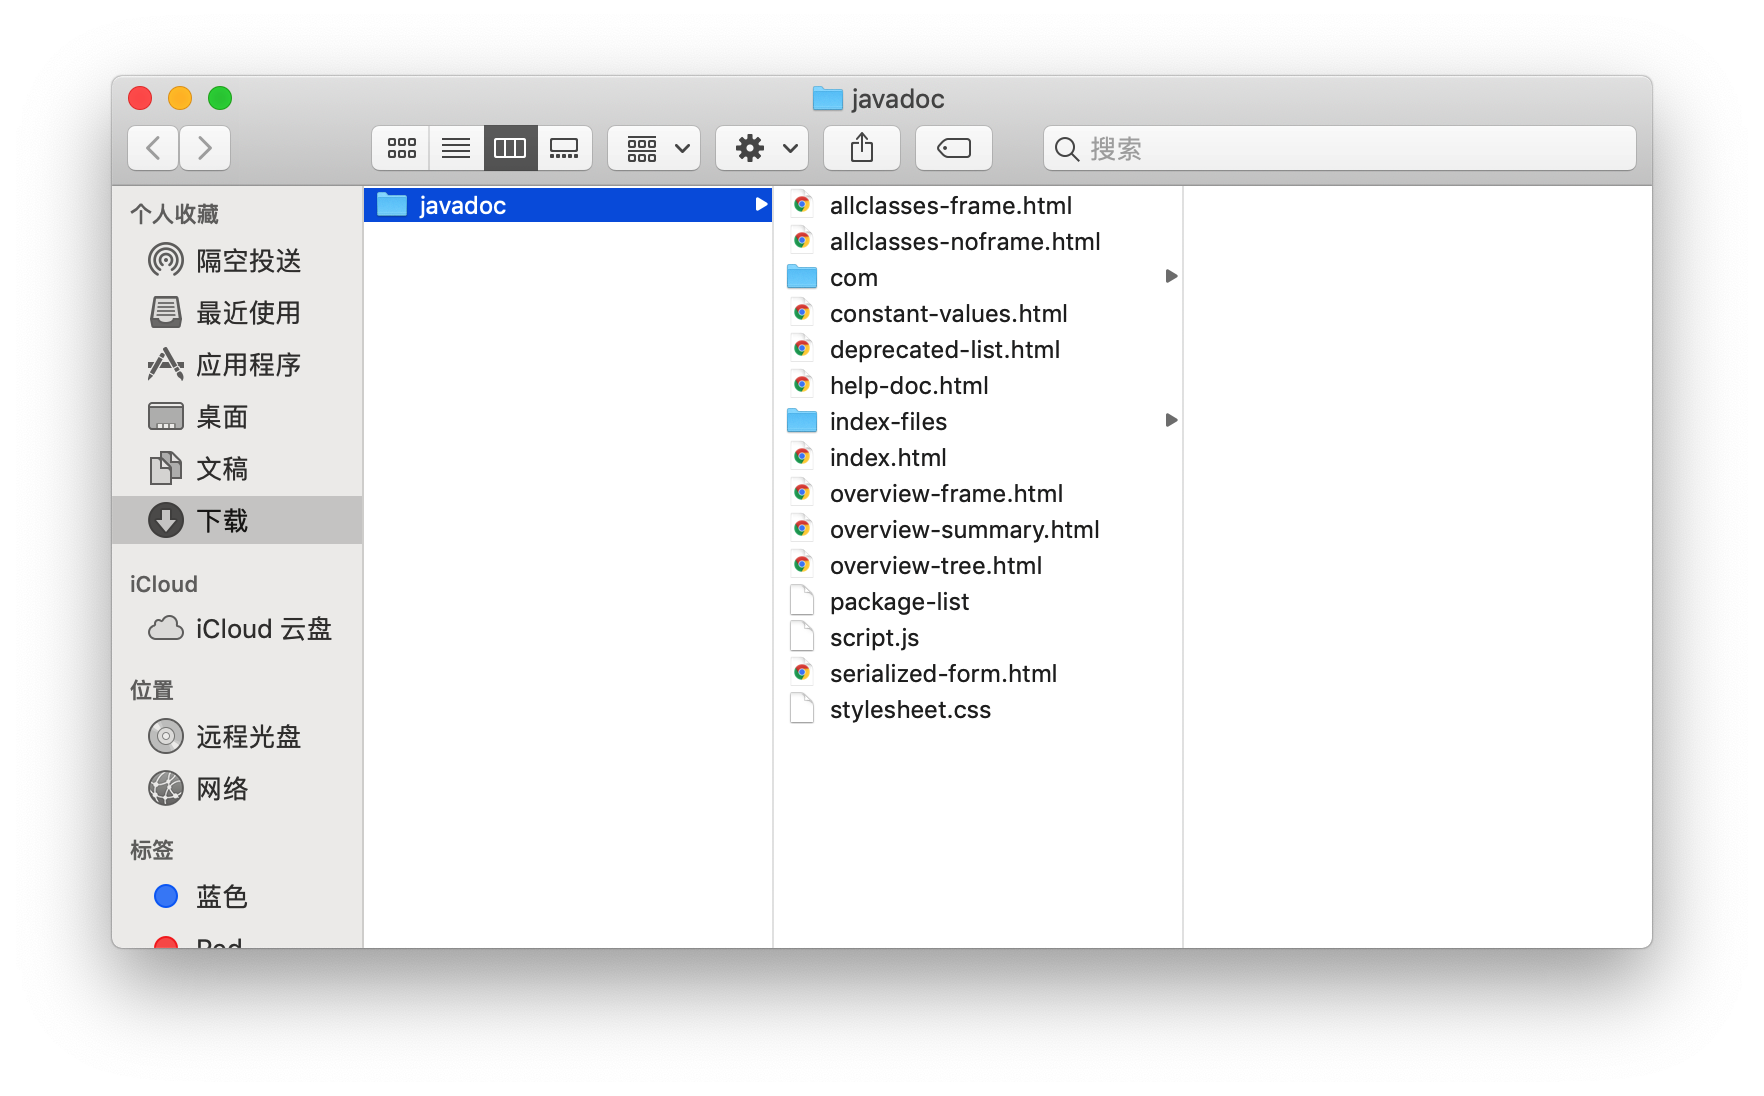 javadoc
搜索
个人收藏
隔空投送
最近使用
应用程序
桌面
文稿
下载
iCloud
iCloud 云盘
位置
远程光盘
网络
标签
蓝色
Red
javadoc
allclasses-frame.html
allclasses-noframe.html
com
constant-values.html
deprecated-list.html
help-doc.html
index-files
index.html
overview-frame.html
overview-summary.html
overview-tree.html
package-list
script.js
serialized-form.html
stylesheet.css